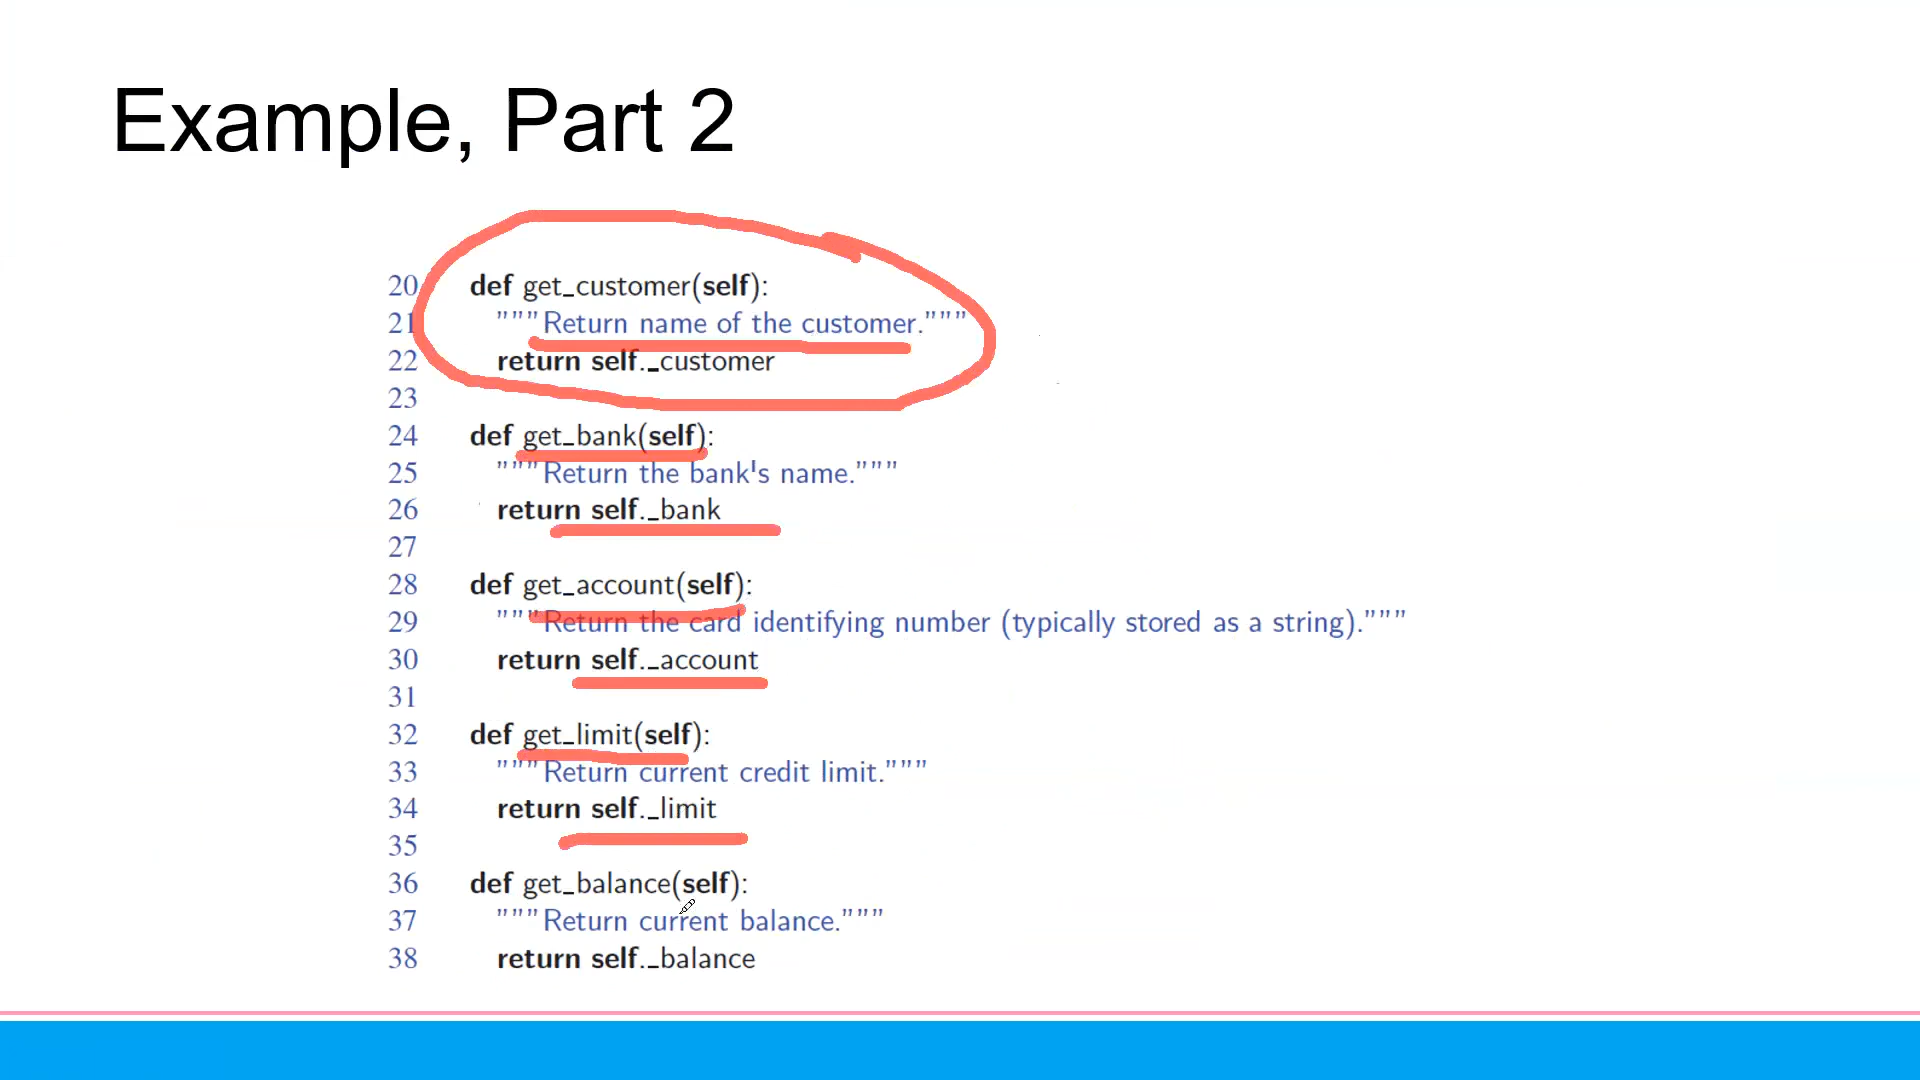 Example, Part 2
20 def get_customer(self):
21 """Return name of the customer."""
22 return self._customer
23
24 def get_bank(self):
25 """Return the bank's name."""
26 return self._bank
27
28 def get_account(self):
29 """Return the card identifying number (typically stored as a string)."""
30 return self._account
31
32 def get_limit(self):
33 """Return current credit limit."""
34 return self._limit
35
36 def get_balance(self):
37 """Return current balance."""
38 return self._balance